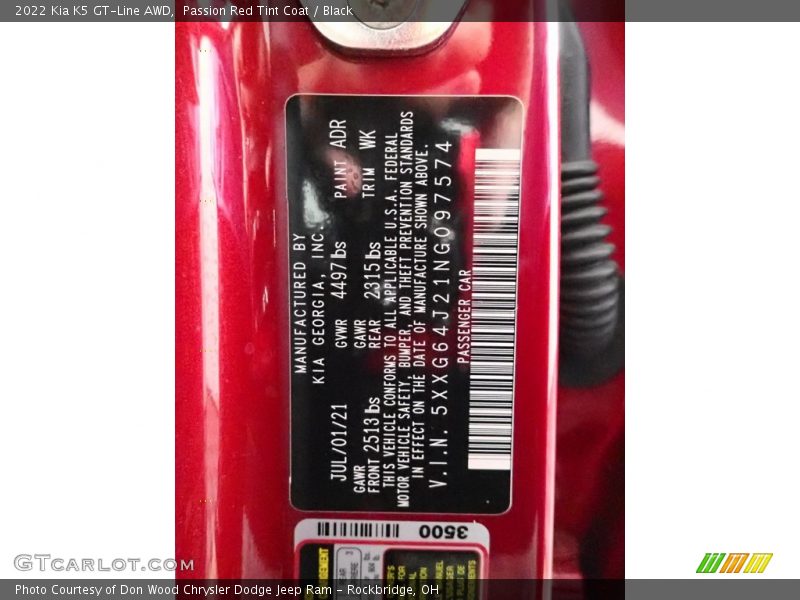 2022 Kia K5 GT-Line AWD, Passion Red Tint Coat / Black
MANUFACTURED BY
KIA GEORGIA, INC.
JUL/01/21 GVWR 4497lbs PAINT ADR
GAWR FRONT 2513lbs GAWR REAR 2315lbs TRIM WK
THIS VEHICLE CONFORMS TO ALL APPLICABLE U.S.A. FEDERAL
MOTOR VEHICLE SAFETY, BUMPER, AND THEFT PREVENTION STANDARDS
IN EFFECT ON THE DATE OF MANUFACTURE SHOWN ABOVE.
V.I.N. 5XXG64J21NG097574
PASSENGER CAR
3500
GTCARLOT.COM
Photo Courtesy of Don Wood Chrysler Dodge Jeep Ram - Rockbridge, OH